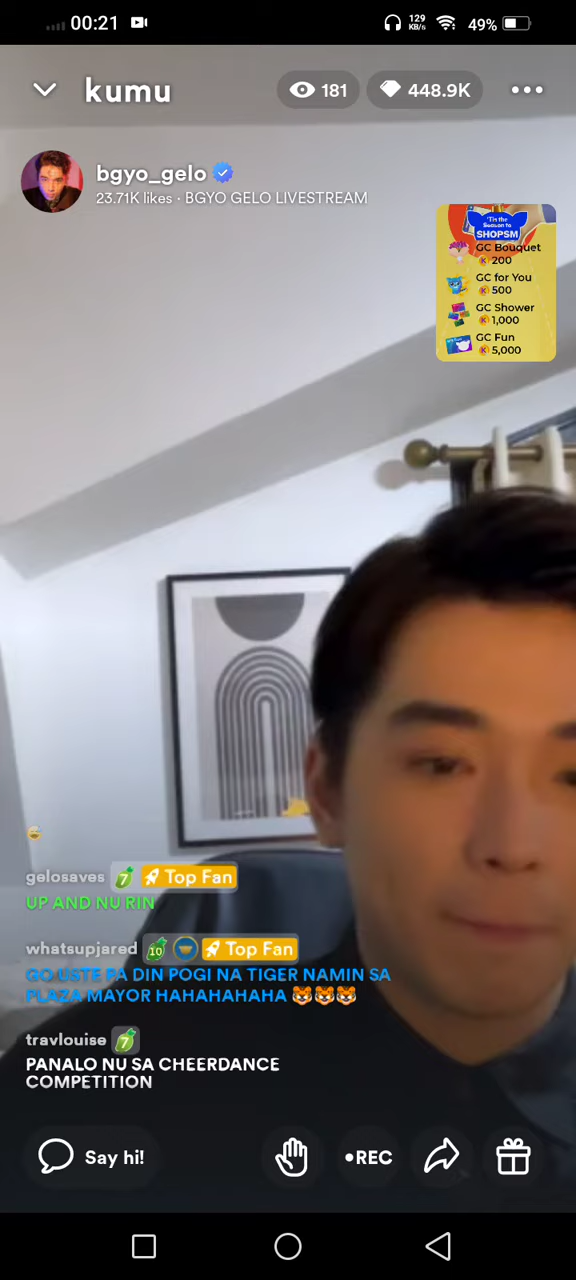 00:21
129
KB/s
49%
kumu
181
448.9K
bgyo_gelo
23.71K likes · BGYO GELO LIVESTREAM
'Tis the
Season to
SHOPSM
GC Bouquet
200
GC for You
500
GC Shower
1,000
GC Fun
5,000
gelosaves 7 Top Fan
UP AND NU RIN
whatsupjared 10 Top Fan
GO USTE PA DIN POGI NA TIGER NAMIN SA
PLAZA MAYOR HAHAHAHAHA 🐯🐯🐯
travlouise 7
PANALO NU SA CHEERDANCE
COMPETITION
Say hi!
•REC